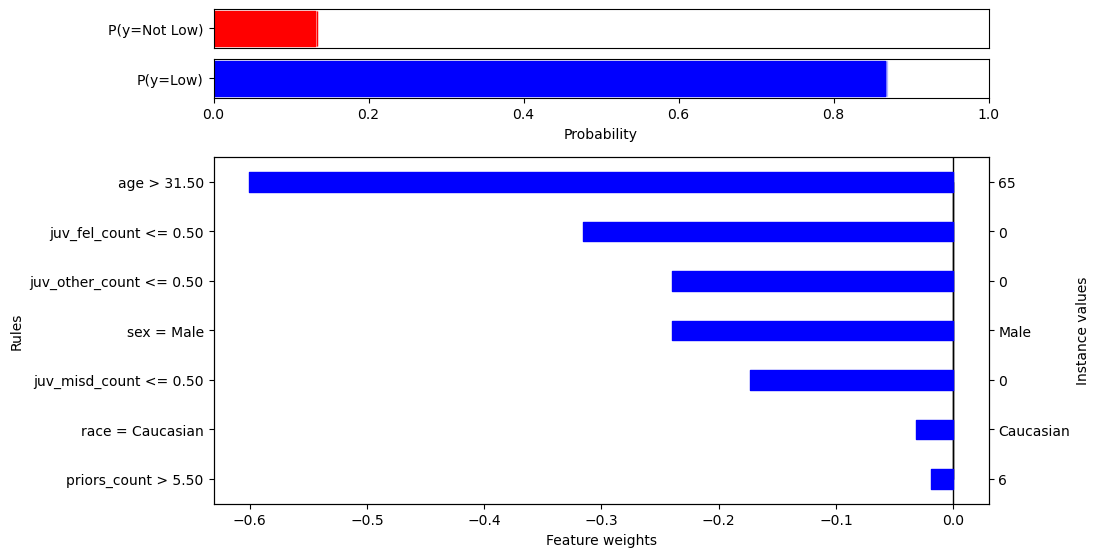 P(y=Not Low)
P(y=Low)
0.0 0.2 0.4 0.6 0.8 1.0
Probability
age > 31.50 65
juv_fel_count <= 0.50 0
juv_other_count <= 0.50 0
sex = Male Male
juv_misd_count <= 0.50 0
race = Caucasian Caucasian
priors_count > 5.50 6
Rules
Instance values
−0.6 −0.5 −0.4 −0.3 −0.2 −0.1 0.0
Feature weights